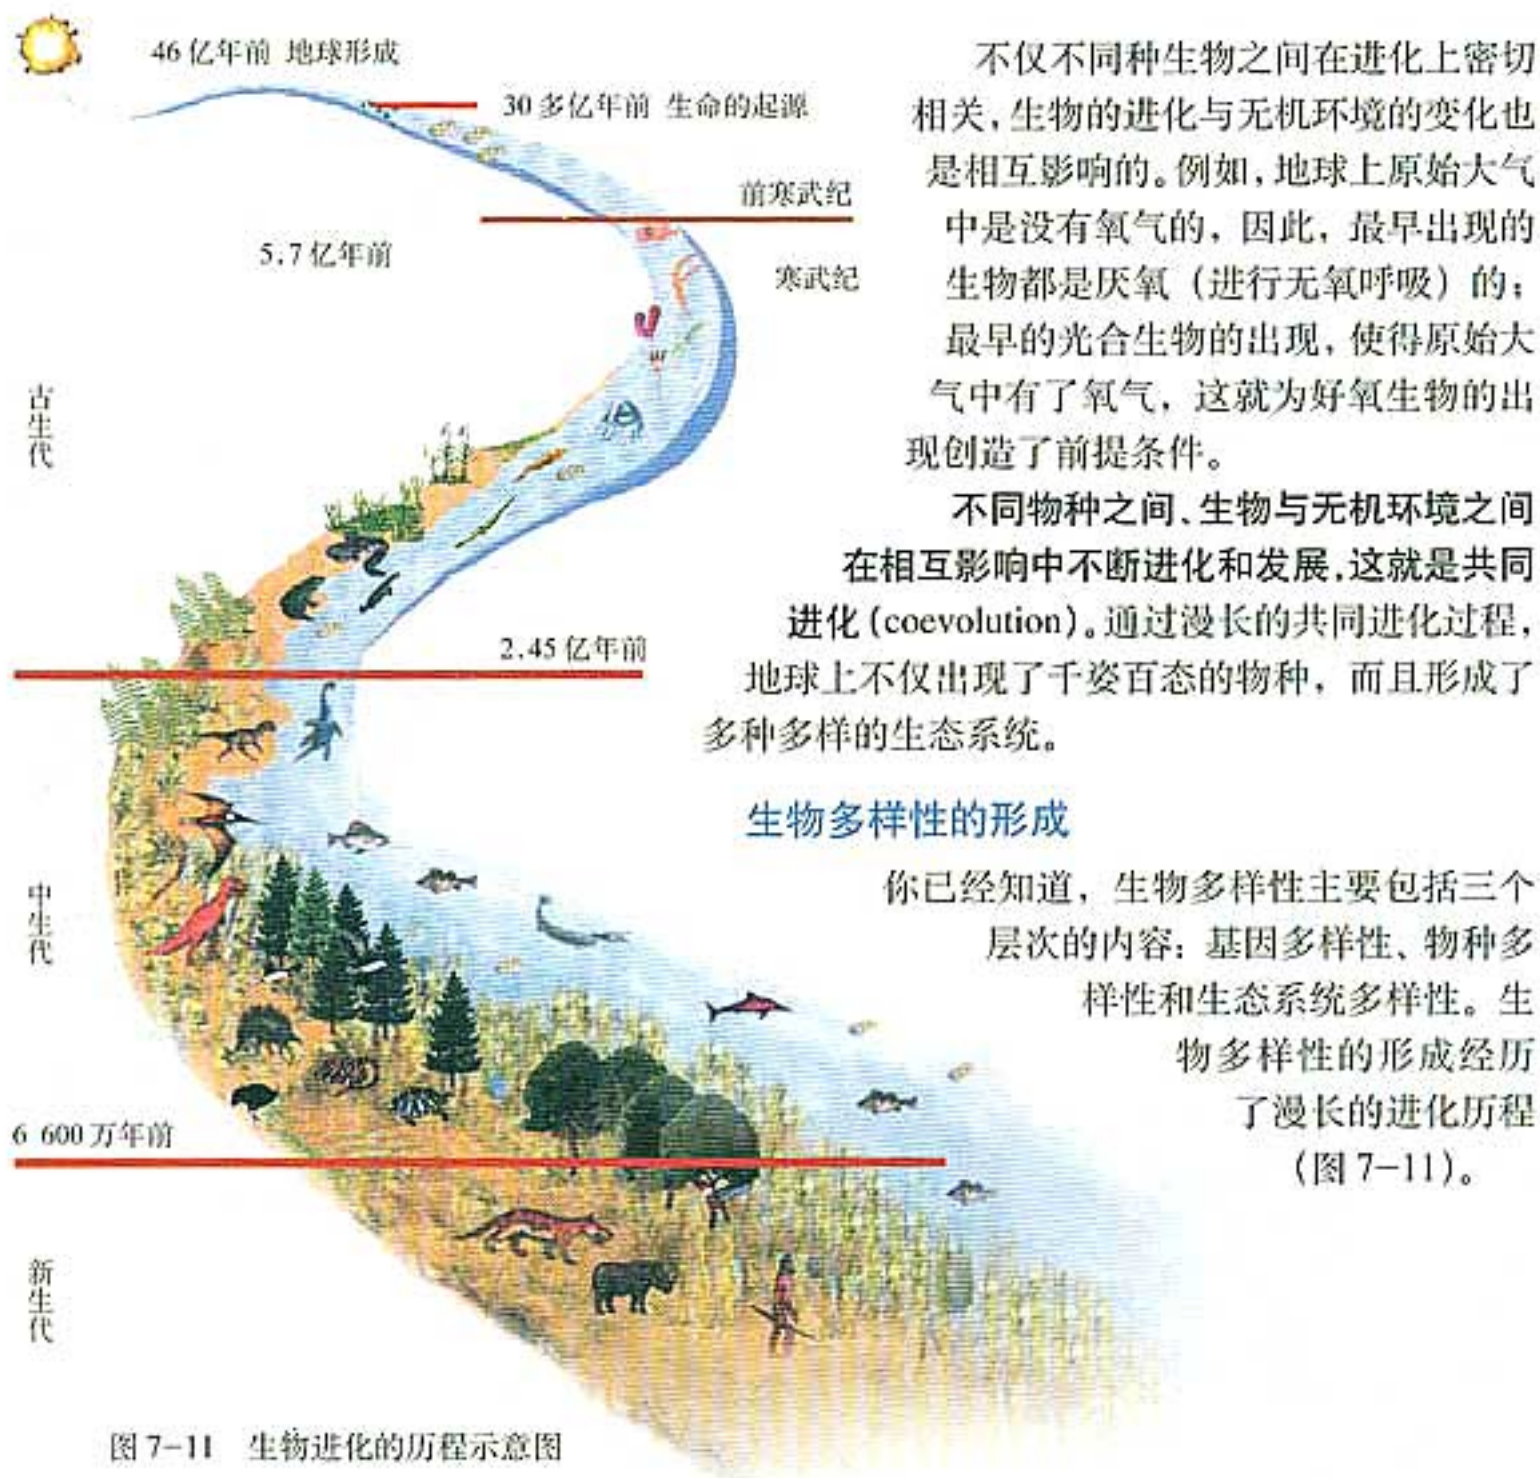 46亿年前 地球形成
30多亿年前 生命的起源
前寒武纪
5.7亿年前
寒武纪
古生代
2.45亿年前
中生代
6 600万年前
新生代
图7-11 生物进化的历程示意图
不仅不同种生物之间在进化上密切
相关，生物的进化与无机环境的变化也
是相互影响的。例如，地球上原始大气
中是没有氧气的，因此，最早出现的
生物都是厌氧（进行无氧呼吸）的；
最早的光合生物的出现，使得原始大
气中有了氧气，这就为好氧生物的出
现创造了前提条件。
不同物种之间、生物与无机环境之间
在相互影响中不断进化和发展，这就是共同
进化(coevolution)。通过漫长的共同进化过程，
地球上不仅出现了千姿百态的物种，而且形成了
多种多样的生态系统。
生物多样性的形成
你已经知道，生物多样性主要包括三个
层次的内容：基因多样性、物种多
样性和生态系统多样性。生
物多样性的形成经历
了漫长的进化历程
（图7-11）。